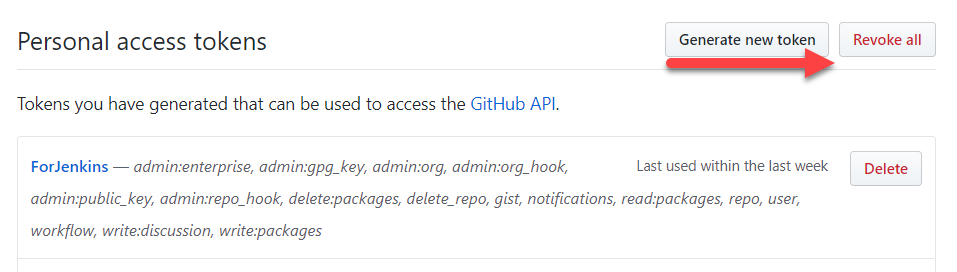 Personal access tokens
Generate new token
Revoke all
Tokens you have generated that can be used to access the GitHub API.
ForJenkins — admin:enterprise, admin:gpg_key, admin:org, admin:org_hook,
Last used within the last week
Delete
admin:public_key, admin:repo_hook, delete:packages, delete_repo, gist, notifications, read:packages, repo, user,
workflow, write:discussion, write:packages